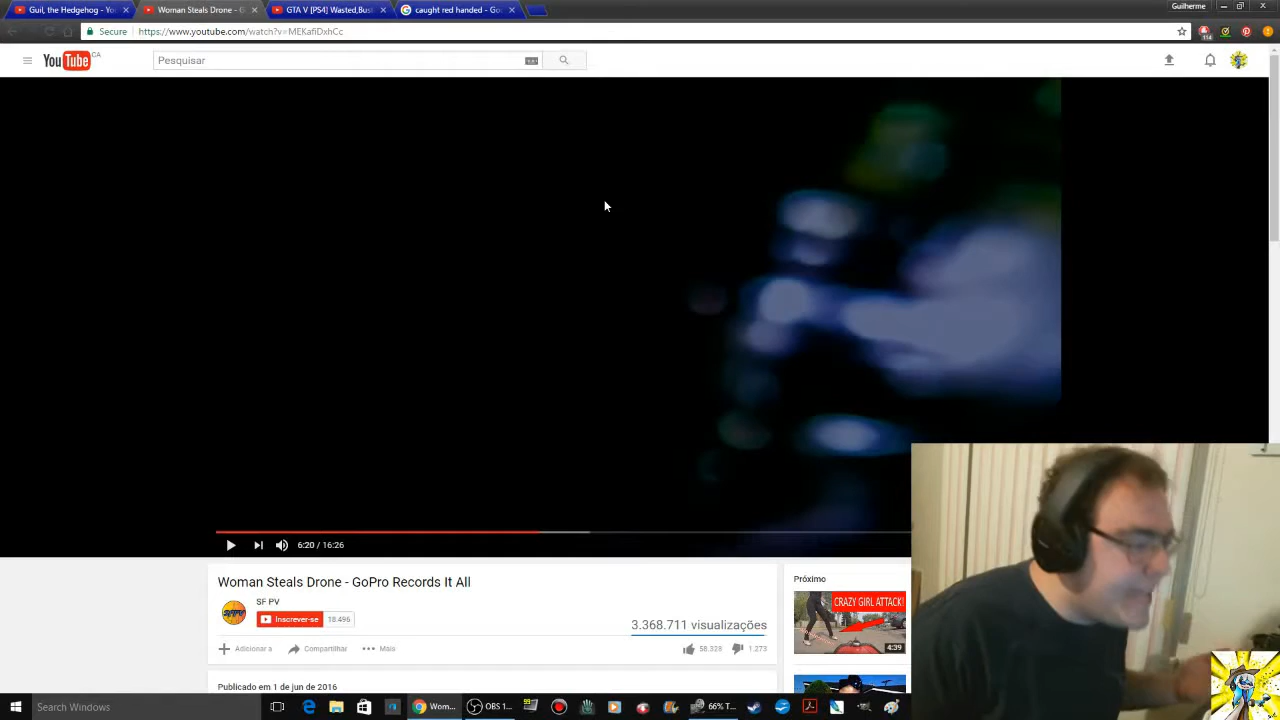 Guil, the Hedgehog - Yo
Woman Steals Drone - G
GTA V [PS4] Wasted,Bus
caught red handed - Go
Guilherme
Secure
https://www.youtube.com/watch?v=MEKafiDxhCc
114
YouTube CA
Pesquisar
6:20 / 16:26
Woman Steals Drone - GoPro Records It All
SF PV
Inscrever-se 18.496
3.368.711 visualizações
Adicionar a Compartilhar Mais 58.328 1.273
Publicado em 1 de jun de 2016
Próximo
CRAZY GIRL ATTACK!
4:39
Search Windows
Wom...
OBS 1...
66% T...